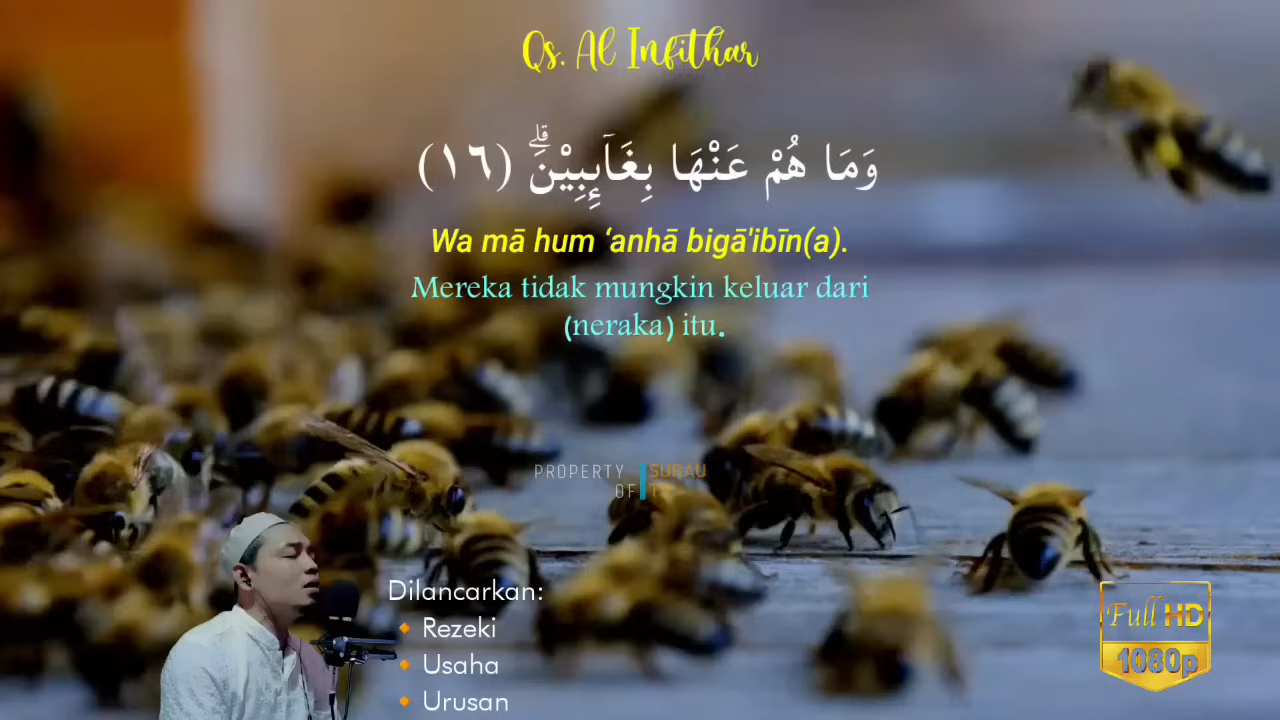 Qs. Al Infithar
وَمَا هُمْ عَنْهَا بِغَاۤىِٕبِيْنَۗ (١٦)
Wa mā hum ‘anhā bigā'ibīn(a).
Mereka tidak mungkin keluar dari
(neraka) itu.
PROPERTY SURAU
OF
Dilancarkan:
🔸 Rezeki
🔸 Usaha
🔸 Urusan
Full HD
1080p